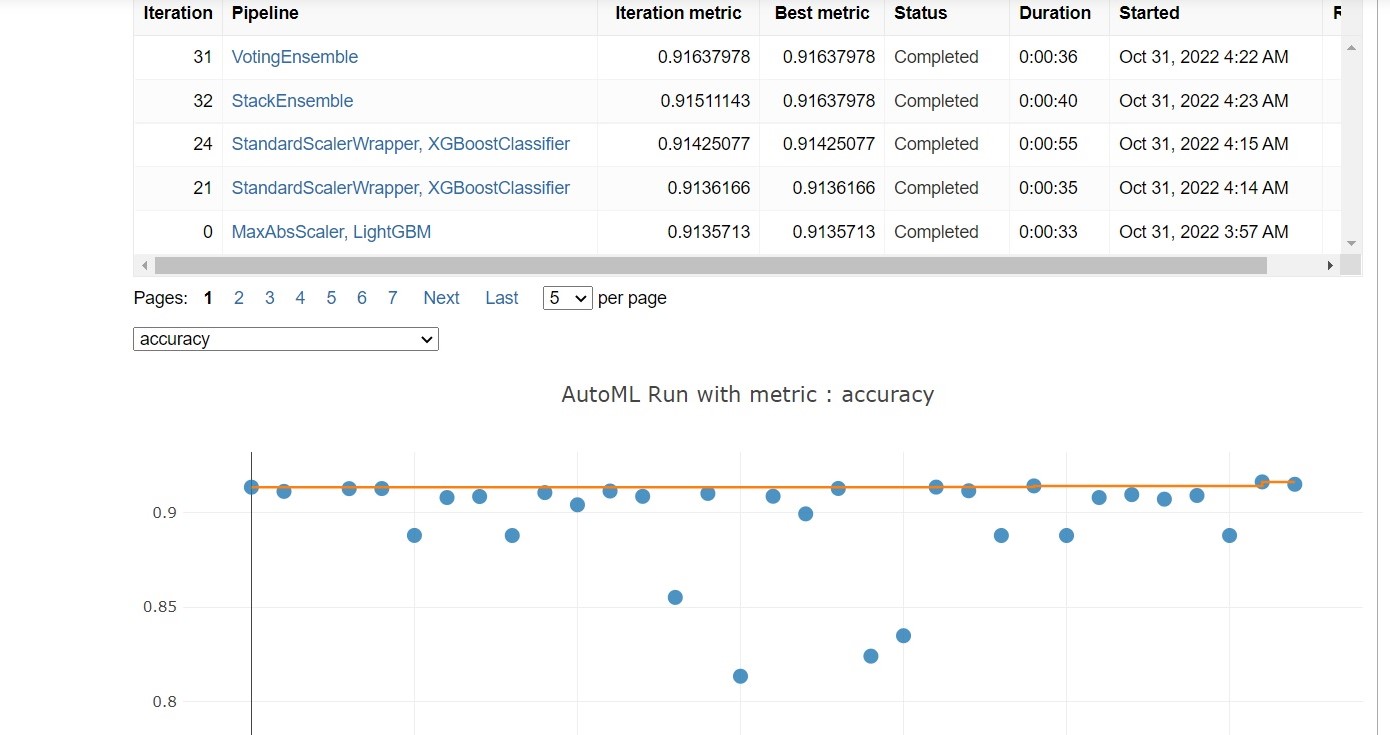 Iteration Pipeline Iteration metric Best metric Status Duration Started
31 VotingEnsemble 0.91637978 0.91637978 Completed 0:00:36 Oct 31, 2022 4:22 AM
32 StackEnsemble 0.91511143 0.91637978 Completed 0:00:40 Oct 31, 2022 4:23 AM
24 StandardScalerWrapper, XGBoostClassifier 0.91425077 0.91425077 Completed 0:00:55 Oct 31, 2022 4:15 AM
21 StandardScalerWrapper, XGBoostClassifier 0.9136166 0.9136166 Completed 0:00:35 Oct 31, 2022 4:14 AM
0 MaxAbsScaler, LightGBM 0.9135713 0.9135713 Completed 0:00:33 Oct 31, 2022 3:57 AM
Pages: 1 2 3 4 5 6 7 Next Last 5 per page
accuracy
AutoML Run with metric : accuracy
0.9
0.85
0.8